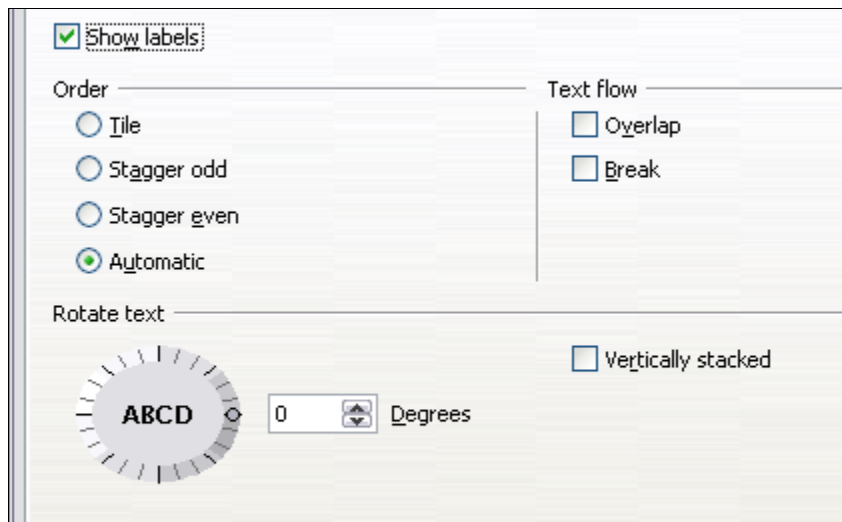 Show labels
Order
Text flow
Tile
Overlap
Stagger odd
Break
Stagger even
Automatic
Rotate text
Vertically stacked
ABCD
0
Degrees